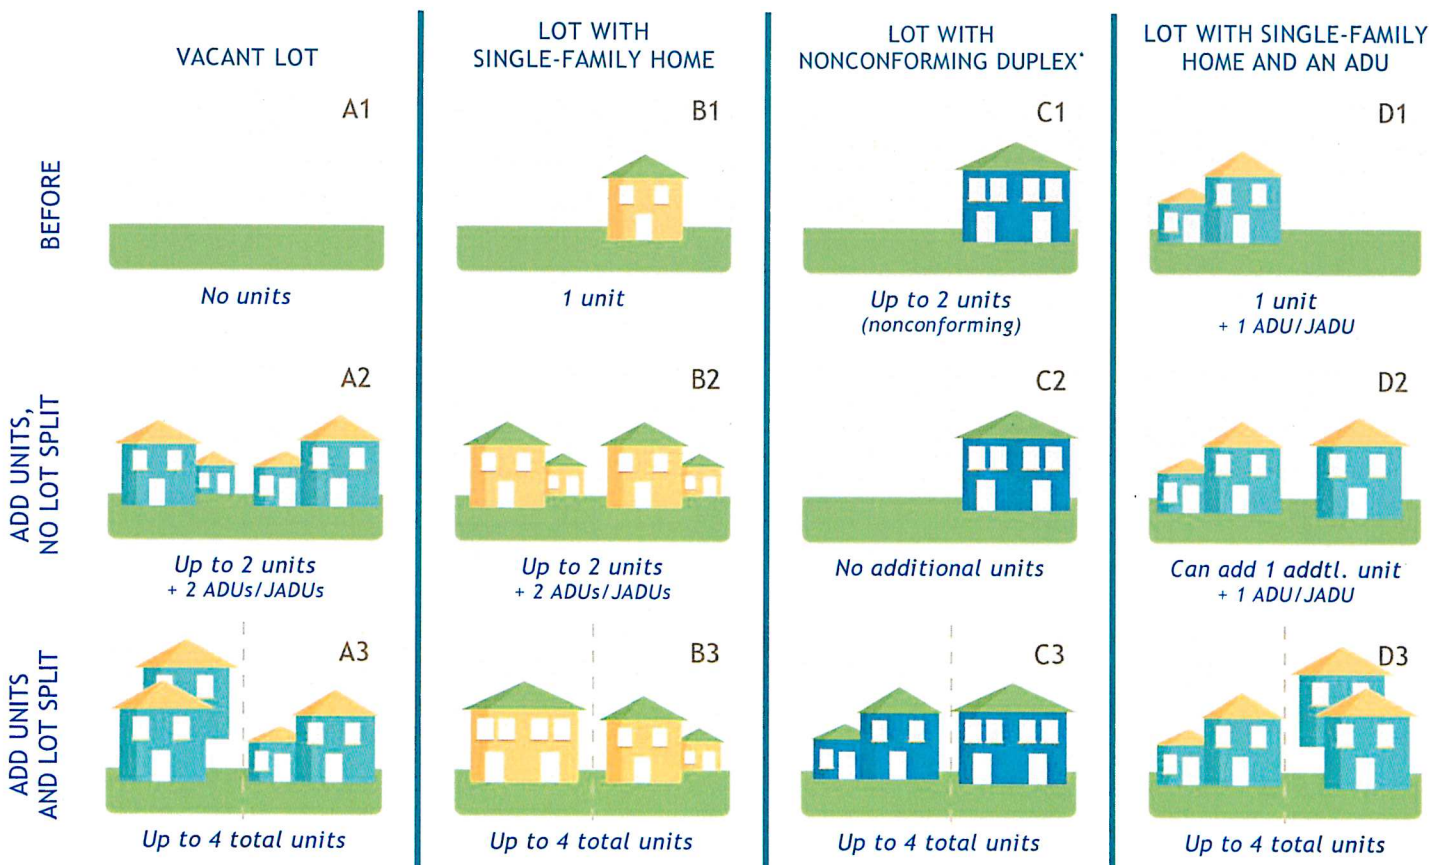 VACANT LOT
LOT WITH
SINGLE-FAMILY HOME
LOT WITH
NONCONFORMING DUPLEX*
LOT WITH SINGLE-FAMILY
HOME AND AN ADU
BEFORE
A1
No units
B1
1 unit
C1
Up to 2 units
(nonconforming)
D1
1 unit
+ 1 ADU/JADU
ADD UNITS,
NO LOT SPLIT
A2
Up to 2 units
+ 2 ADUs/JADUs
B2
Up to 2 units
+ 2 ADUs/JADUs
C2
No additional units
D2
Can add 1 addtl. unit
+ 1 ADU/JADU
ADD UNITS
AND LOT SPLIT
A3
Up to 4 total units
B3
Up to 4 total units
C3
Up to 4 total units
D3
Up to 4 total units